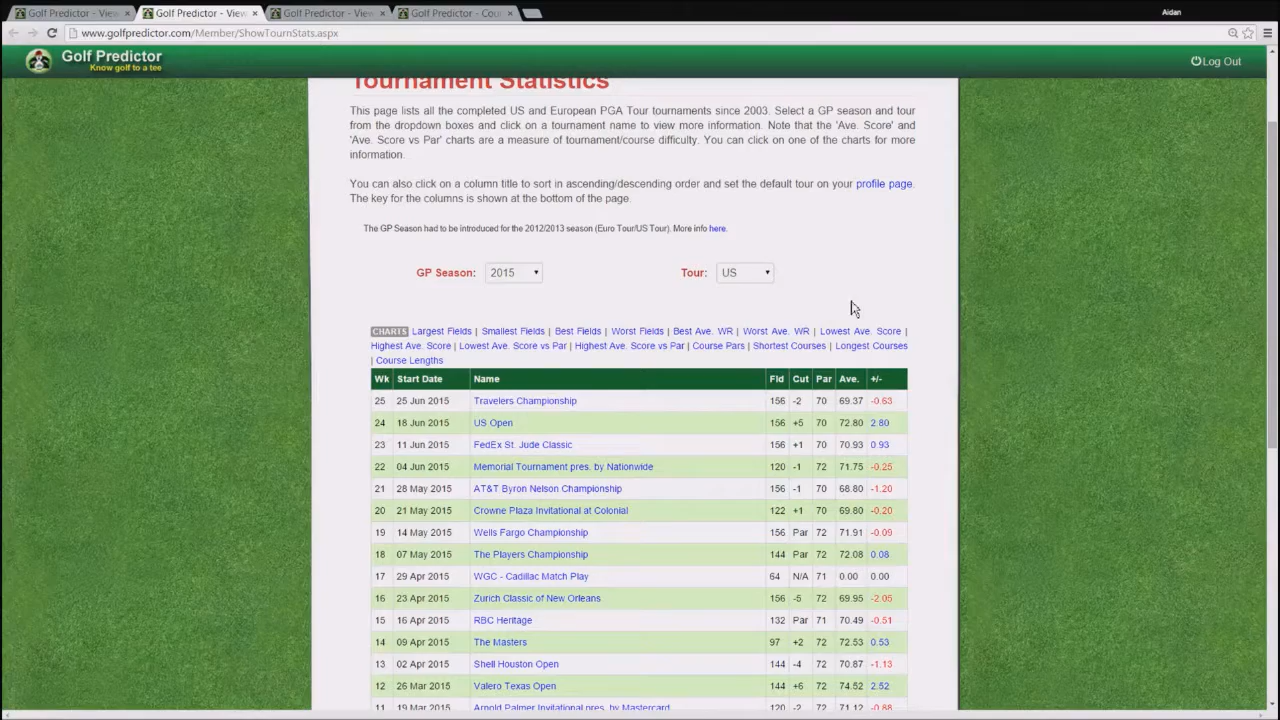 Golf Predictor - View
Golf Predictor - View
Golf Predictor - View
Golf Predictor - Cour
Aidan
www.golfpredictor.com/Member/ShowTournStats.aspx
Golf Predictor
Know golf to a tee
Log Out
Tournament Statistics
This page lists all the completed US and European PGA Tour tournaments since 2003. Select a GP season and tour
from the dropdown boxes and click on a tournament name to view more information. Note that the 'Ave. Score' and
'Ave. Score vs Par' charts are a measure of tournament/course difficulty. You can click on one of the charts for more
information.
You can also click on a column title to sort in ascending/descending order and set the default tour on your profile page.
The key for the columns is shown at the bottom of the page.
The GP Season had to be introduced for the 2012/2013 season (Euro Tour/US Tour). More info here.
GP Season: 2015 Tour: US
CHARTS Largest Fields | Smallest Fields | Best Fields | Worst Fields | Best Ave. WR | Worst Ave. WR | Lowest Ave. Score |
Highest Ave. Score | Lowest Ave. Score vs Par | Highest Ave. Score vs Par | Course Pars | Shortest Courses | Longest Courses
| Course Lengths
Wk Start Date Name Fld Cut Par Ave. +/-
25 25 Jun 2015 Travelers Championship 156 -2 70 69.37 -0.63
24 18 Jun 2015 US Open 156 +5 70 72.80 2.80
23 11 Jun 2015 FedEx St. Jude Classic 156 +1 70 70.93 0.93
22 04 Jun 2015 Memorial Tournament pres. by Nationwide 120 -1 72 71.75 -0.25
21 28 May 2015 AT&T Byron Nelson Championship 156 -1 70 68.80 -1.20
20 21 May 2015 Crowne Plaza Invitational at Colonial 122 +1 70 69.80 -0.20
19 14 May 2015 Wells Fargo Championship 156 Par 72 71.91 -0.09
18 07 May 2015 The Players Championship 144 Par 72 72.08 0.08
17 29 Apr 2015 WGC - Cadillac Match Play 64 N/A 71 0.00 0.00
16 23 Apr 2015 Zurich Classic of New Orleans 156 -5 72 69.95 -2.05
15 16 Apr 2015 RBC Heritage 132 Par 71 70.49 -0.51
14 09 Apr 2015 The Masters 97 +2 72 72.53 0.53
13 02 Apr 2015 Shell Houston Open 144 -4 72 70.87 -1.13
12 26 Mar 2015 Valero Texas Open 144 +6 72 74.52 2.52
11 19 Mar 2015 Arnold Palmer Invitational pres. by Mastercard 120 -2 72 71.12 -0.88